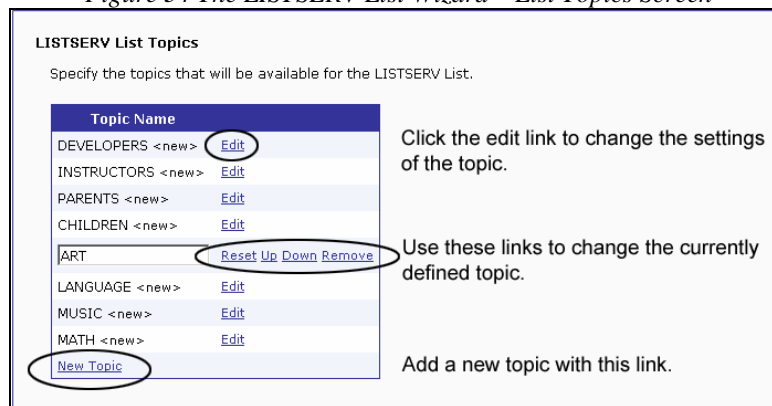 Figure 54 The LISTSERV List Wizard – List Topics Screen
LISTSERV List Topics
Specify the topics that will be available for the LISTSERV List.
Topic Name
DEVELOPERS <new> Edit
INSTRUCTORS <new> Edit
PARENTS <new> Edit
CHILDREN <new> Edit
ART Reset Up Down Remove
LANGUAGE <new> Edit
MUSIC <new> Edit
MATH <new> Edit
New Topic
Click the edit link to change the settings
of the topic.
Use these links to change the currently
defined topic.
Add a new topic with this link.